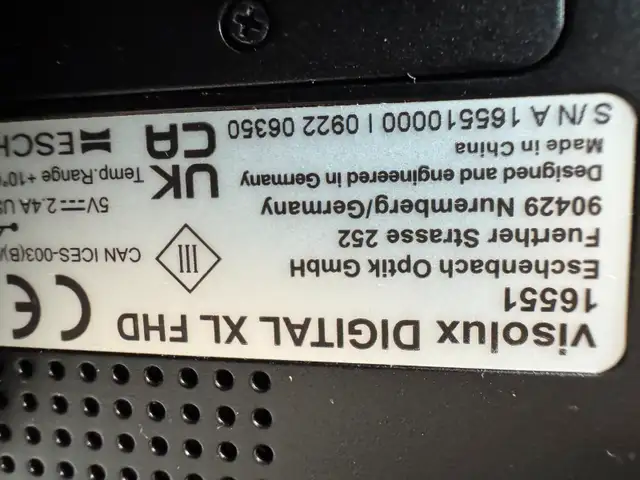 visolux DIGITAL XL FHD
16551
Eschenbach Optik GmbH
Fuerther Strasse 252
90429 Nuremberg/Germany
Designed and engineered in Germany
Made in China
S/N A 165510000 I 0922 06350
CE
III
CAN ICES-003(B)/
5V⎓2.4A US
Temp.Range +10°
UK
CA
ESCH